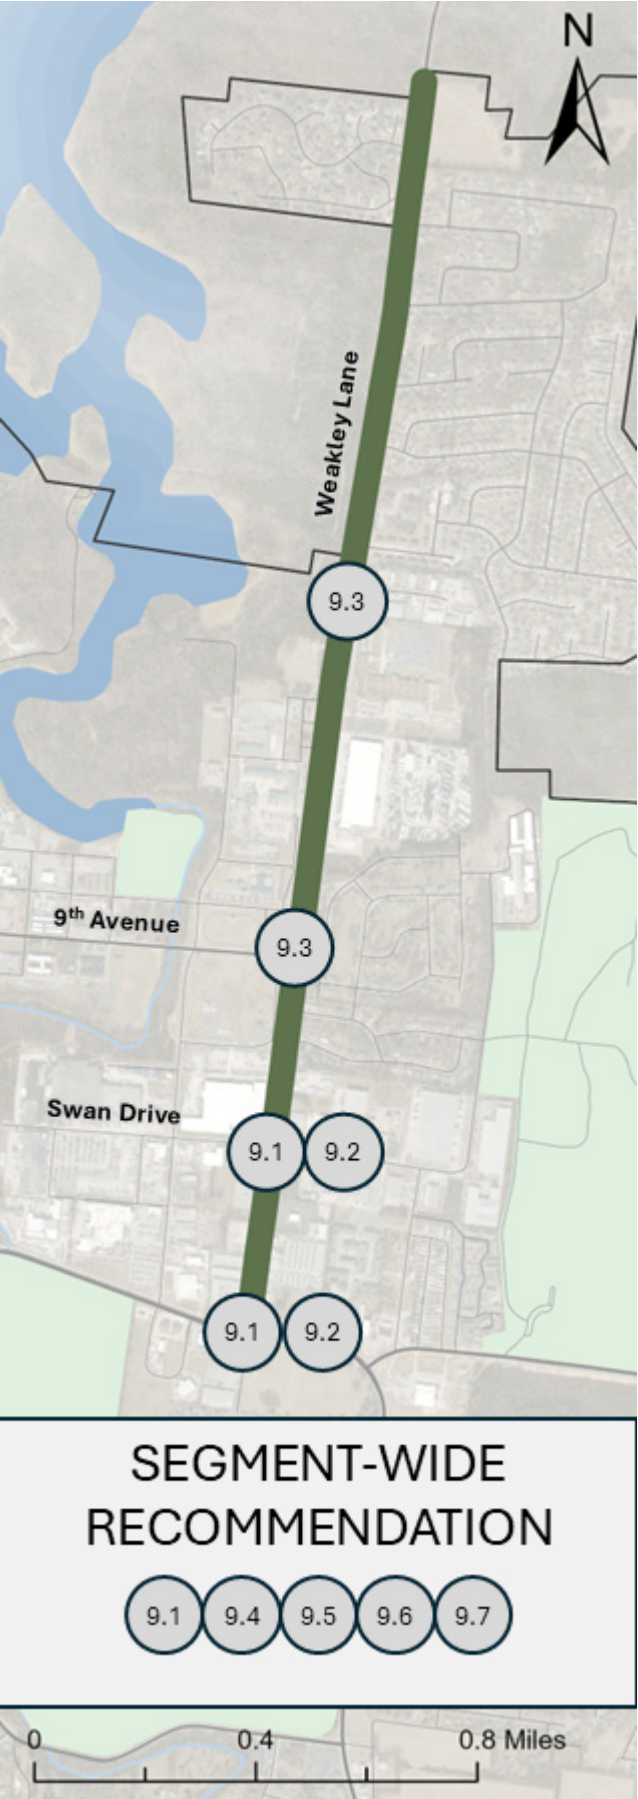 N
Weakley Lane
9.3
9th Avenue
9.3
Swan Drive
9.1 9.2
9.1 9.2
SEGMENT-WIDE
RECOMMENDATION
9.1 9.4 9.5 9.6 9.7
0 0.4 0.8 Miles